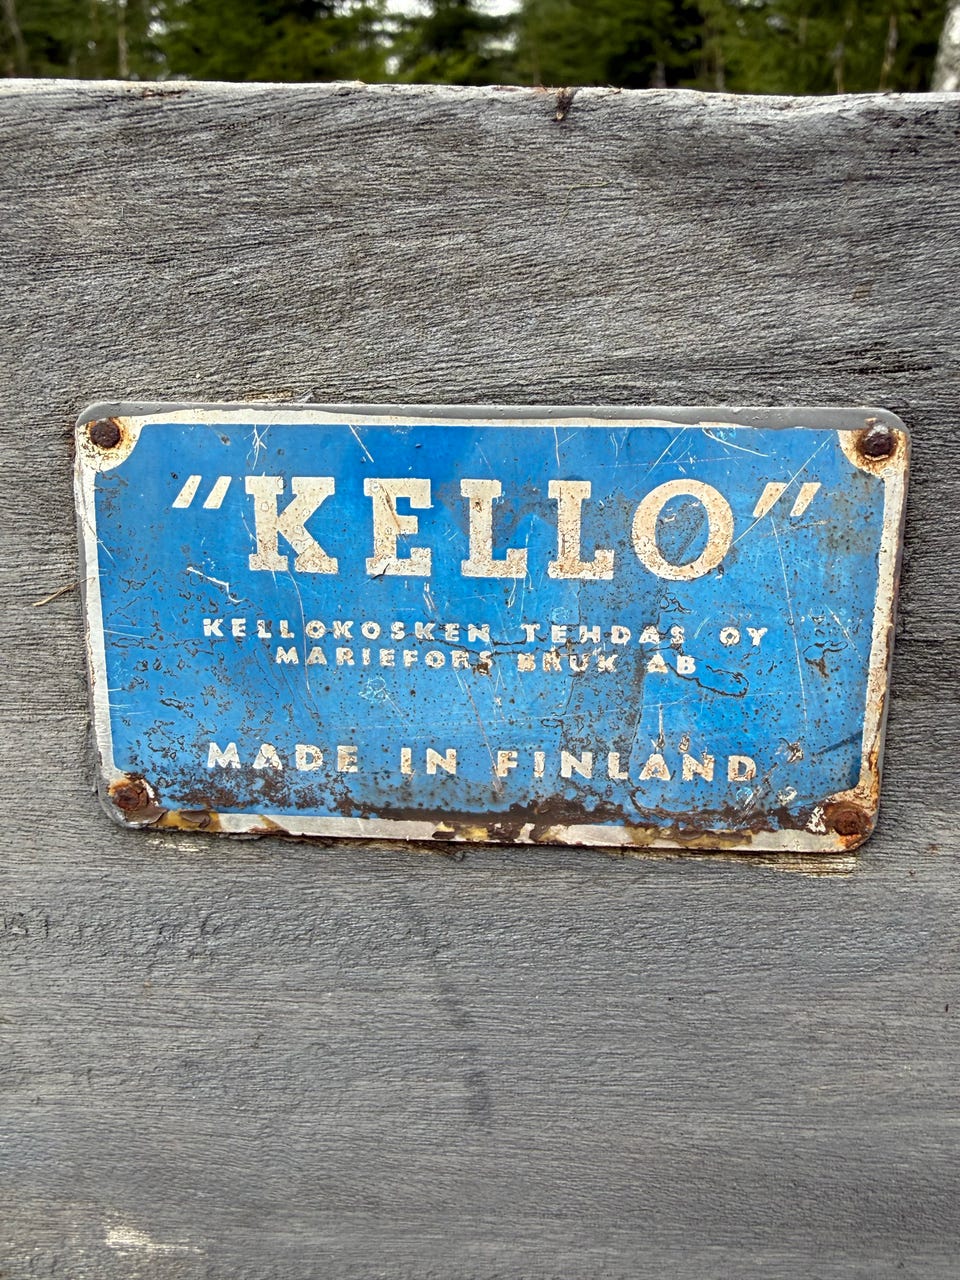 "KELLO"
KELLOKOSKEN TEHDAS OY
MARIEFORS BRUK AB
MADE IN FINLAND